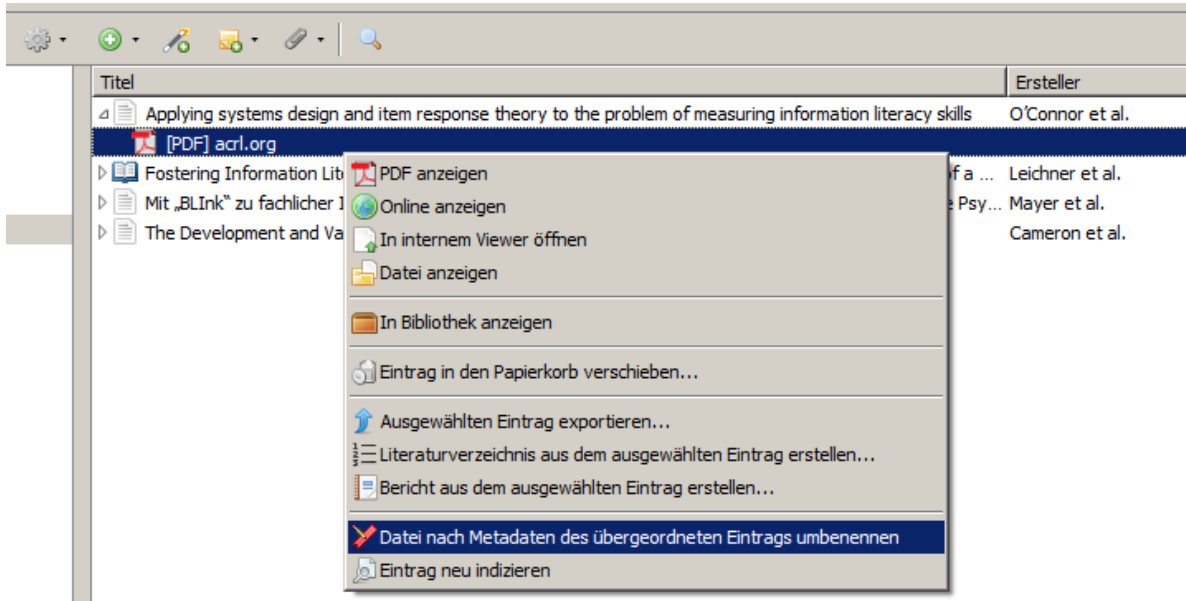 Titel Ersteller
Applying systems design and item response theory to the problem of measuring information literacy skills O'Connor et al.
[PDF] acrl.org
Fostering Information Lit of a ... Leichner et al.
Mit „BLInk“ zu fachlicher I Psy... Mayer et al.
The Development and Va Cameron et al.
PDF anzeigen
Online anzeigen
In internem Viewer öffnen
Datei anzeigen
In Bibliothek anzeigen
Eintrag in den Papierkorb verschieben...
Ausgewählten Eintrag exportieren...
Literaturverzeichnis aus dem ausgewählten Eintrag erstellen...
Bericht aus dem ausgewählten Eintrag erstellen...
Datei nach Metadaten des übergeordneten Eintrags umbenennen
Eintrag neu indizieren